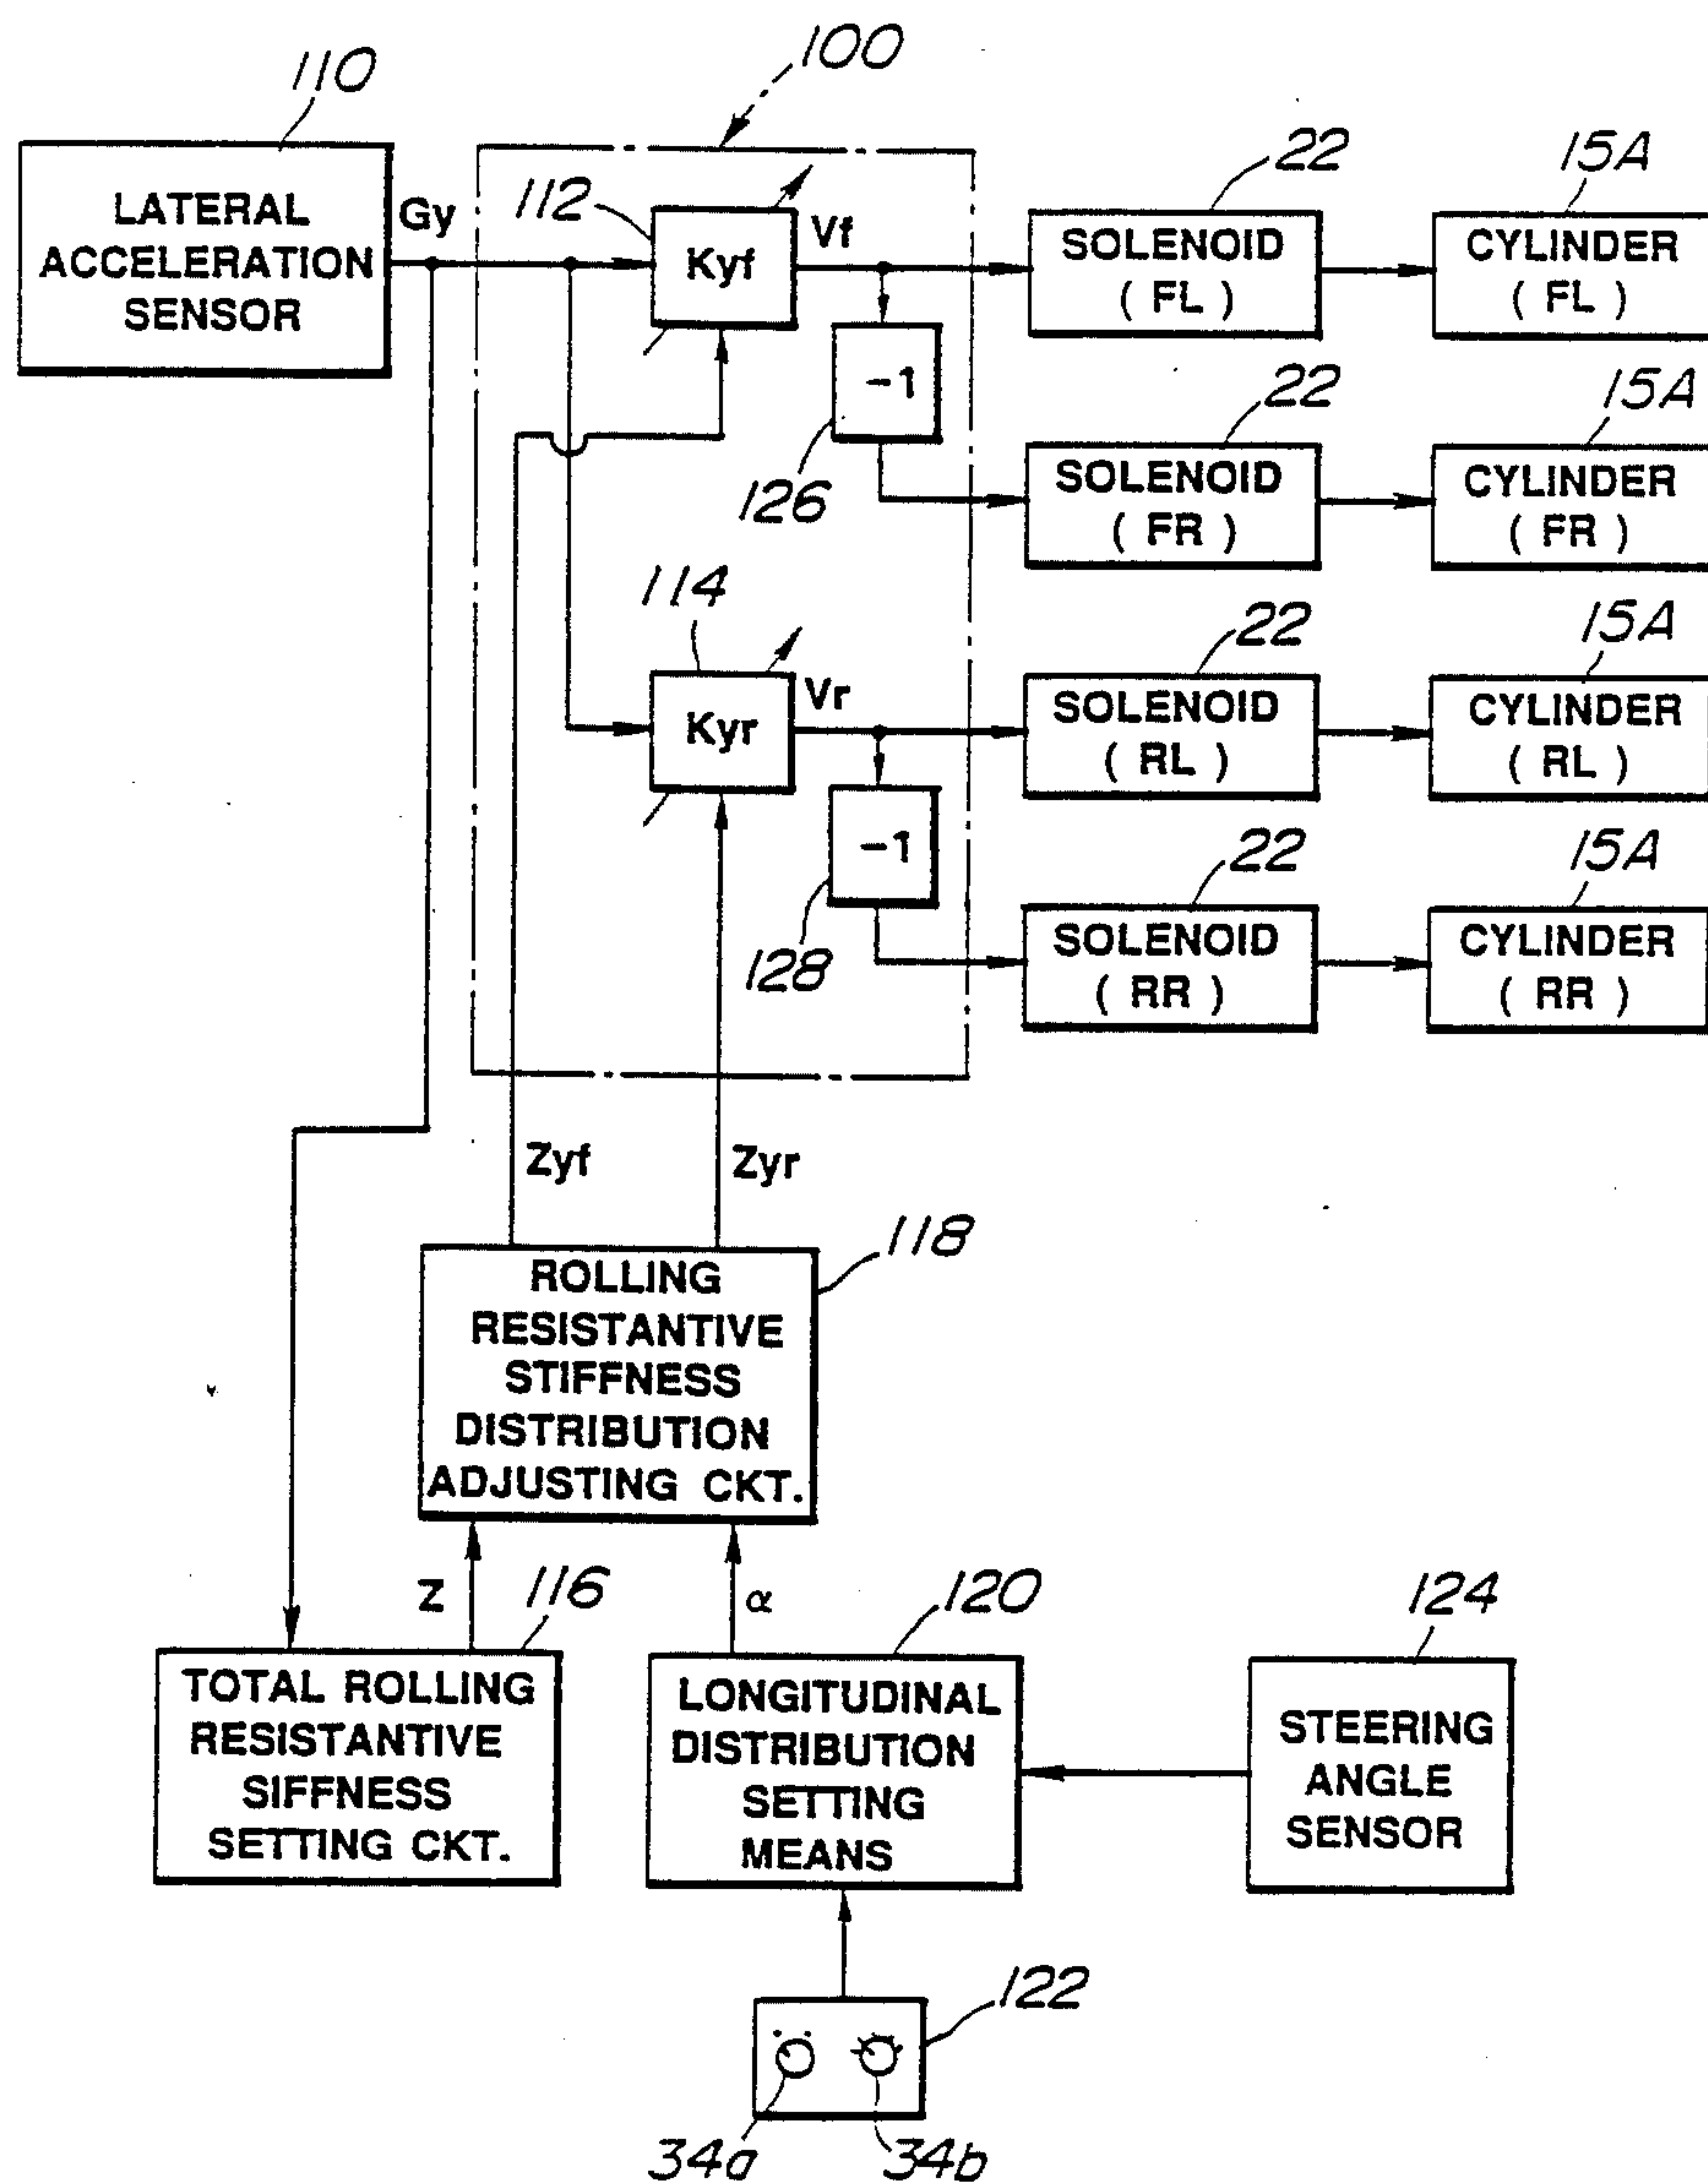 110
100
LATERAL
ACCELERATION
SENSOR
Gy
112
Kyf
Vf
22
SOLENOID
( FL )
15A
CYLINDER
( FL )
-1
126
22
SOLENOID
( FR )
15A
CYLINDER
( FR )
114
Kyr
Vr
22
SOLENOID
( RL )
15A
CYLINDER
( RL )
-1
128
22
SOLENOID
( RR )
15A
CYLINDER
( RR )
Zyf
Zyr
118
ROLLING
RESISTANTIVE
STIFFNESS
DISTRIBUTION
ADJUSTING CKT.
Z
116
α
120
124
TOTAL ROLLING
RESISTANTIVE
SIFFNESS
SETTING CKT.
LONGITUDINAL
DISTRIBUTION
SETTING
MEANS
STEERING
ANGLE
SENSOR
122
34a
34b